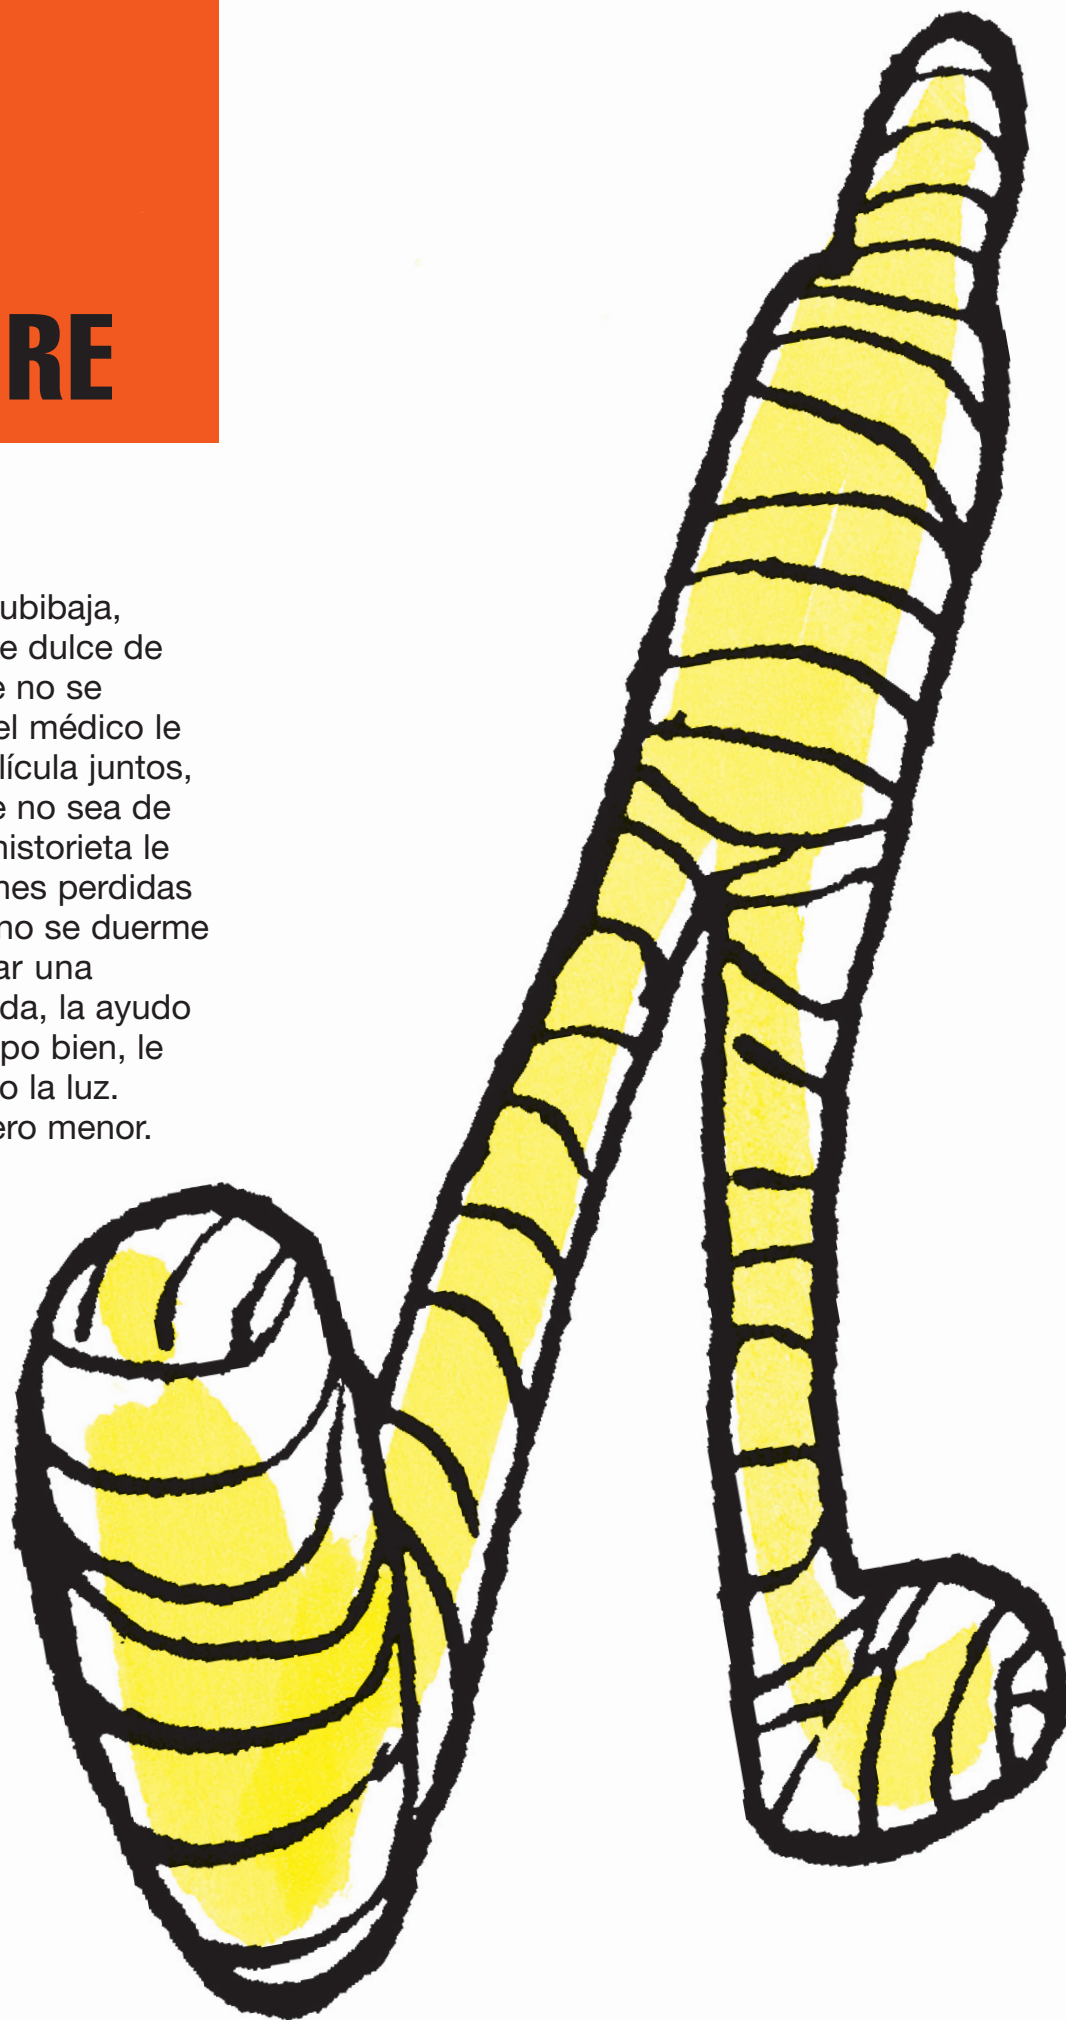 RE
ubibaja,
e dulce de
e no se
el médico le
lícula juntos,
e no sea de
historieta le
nes perdidas
no se duerme
ar una
da, la ayudo
po bien, le
o la luz.
ero menor.